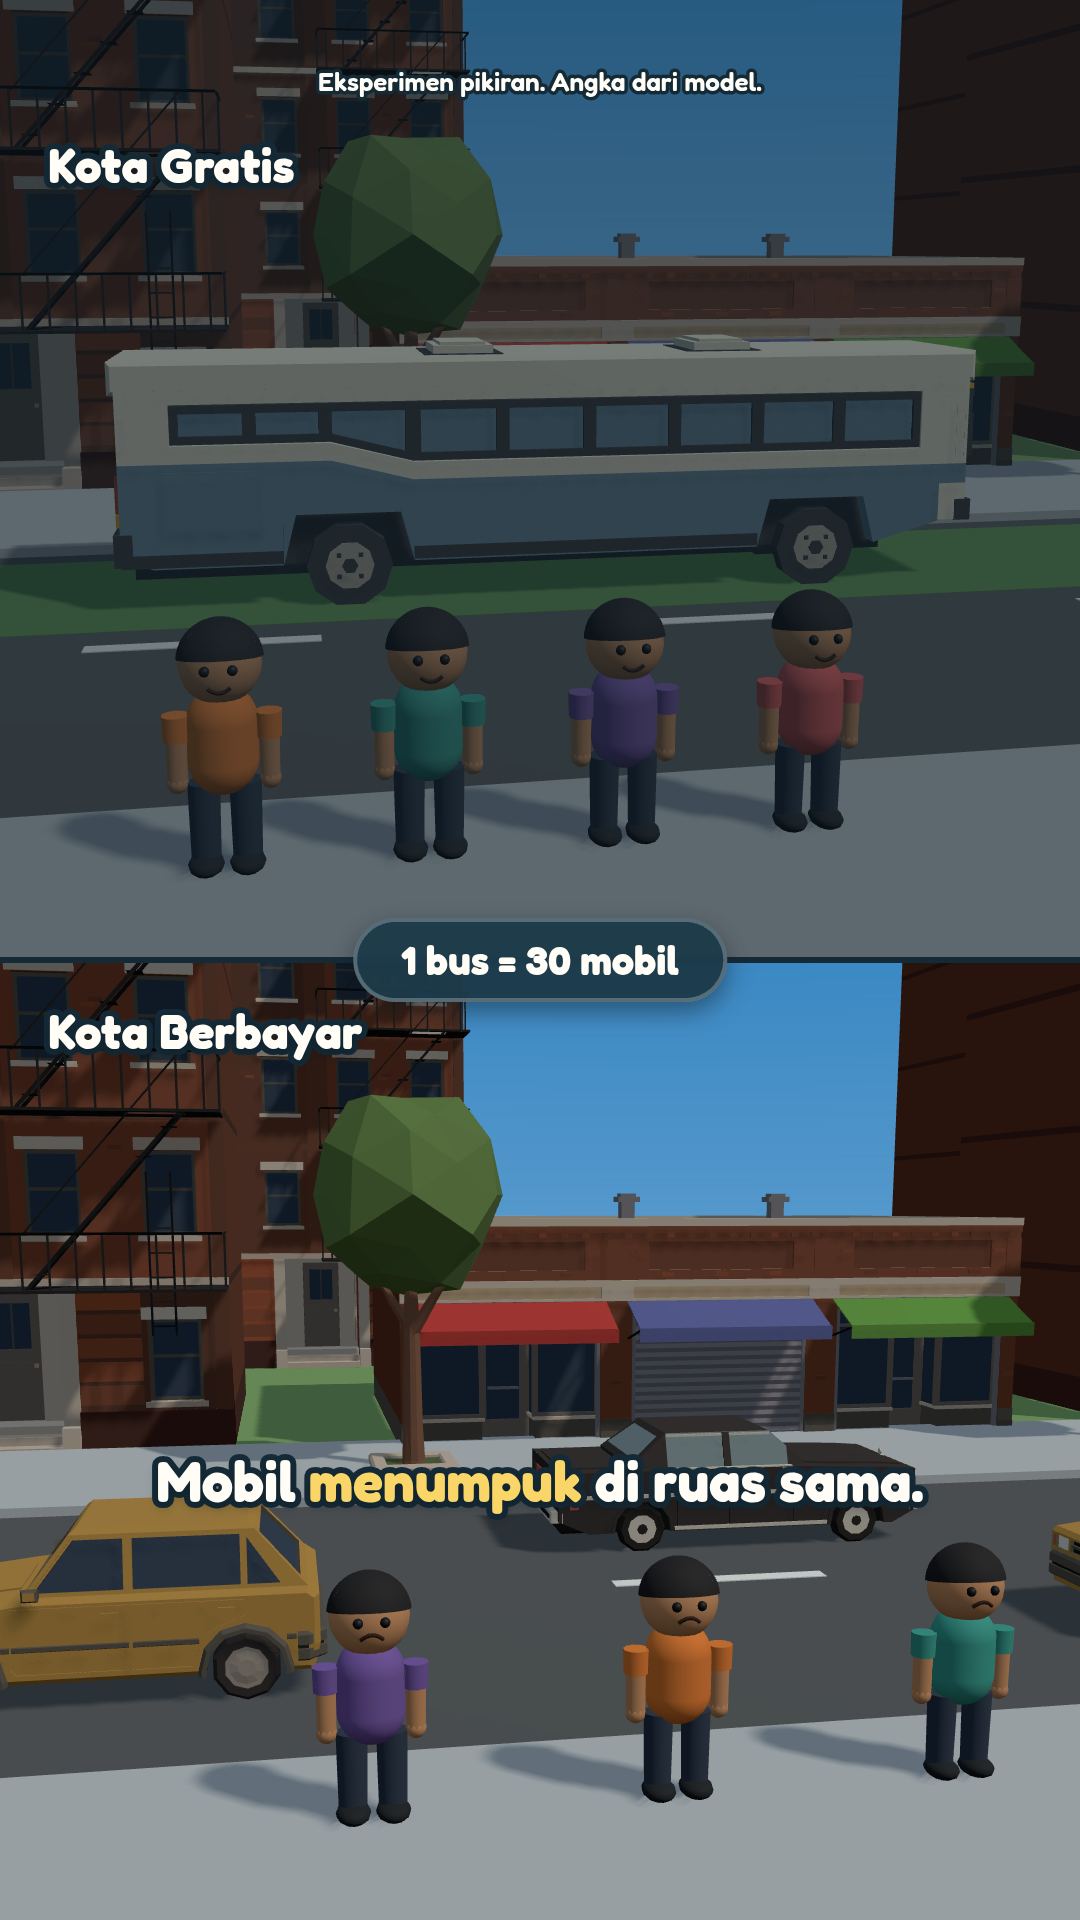 Eksperimen pikiran. Angka dari model.
Kota Gratis
1 bus = 30 mobil
Kota Berbayar
Mobil menumpuk di ruas sama.